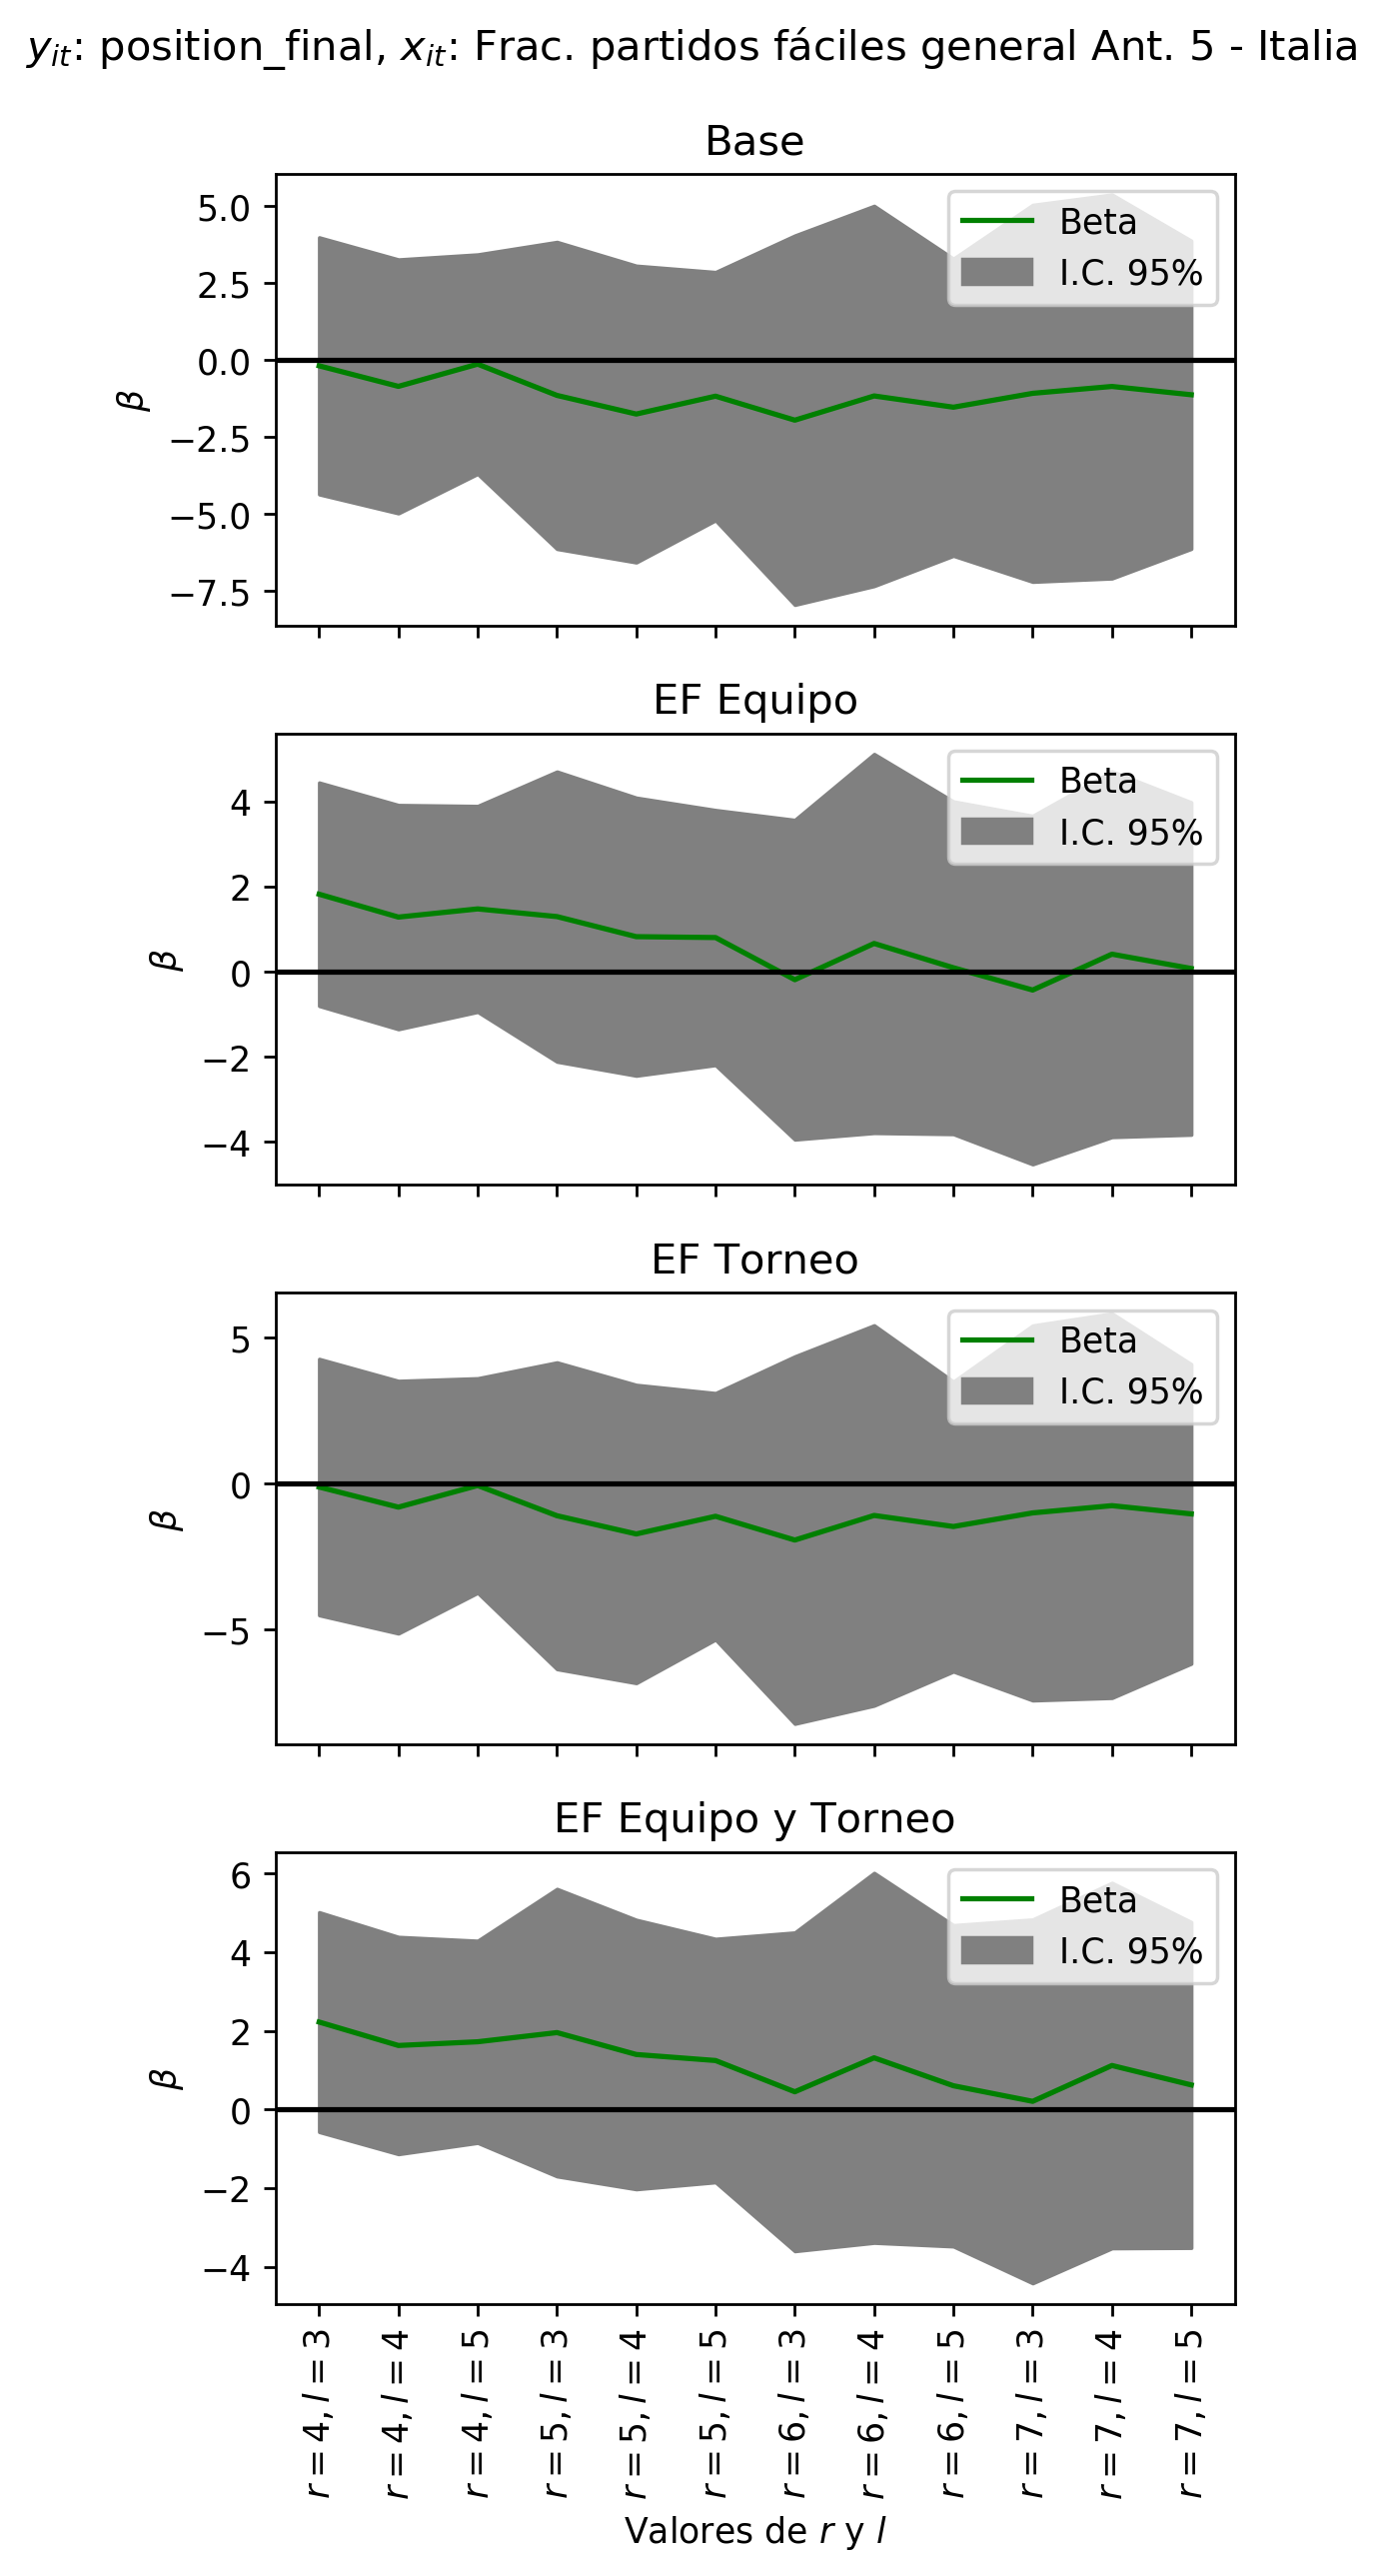 y_{it}: position_final, x_{it}: Frac. partidos fáciles general Ant. 5 - Italia
Base
5.0
2.5
0.0
−2.5
−5.0
−7.5
β
Beta
I.C. 95%
EF Equipo
4
2
0
−2
−4
β
Beta
I.C. 95%
EF Torneo
5
0
−5
β
Beta
I.C. 95%
EF Equipo y Torneo
6
4
2
0
−2
−4
β
Beta
I.C. 95%
r = 4, l = 3
r = 4, l = 4
r = 4, l = 5
r = 5, l = 3
r = 5, l = 4
r = 5, l = 5
r = 6, l = 3
r = 6, l = 4
r = 6, l = 5
r = 7, l = 3
r = 7, l = 4
r = 7, l = 5
Valores de r y l